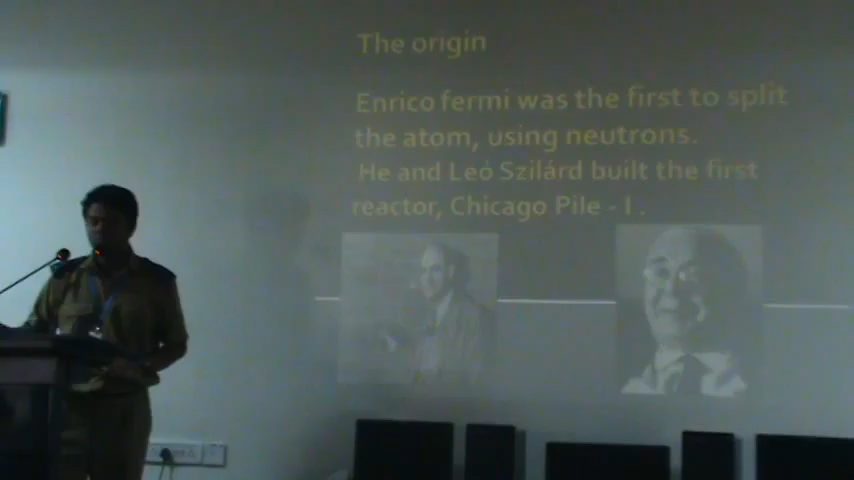 The origin
Enrico fermi was the first to split
the atom, using neutrons.
He and Leó Szilárd built the first
reactor, Chicago Pile - I .